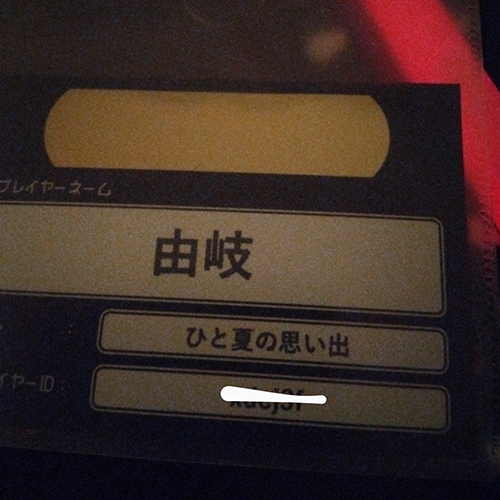 プレイヤーネーム
由岐
ひと夏の思い出
イヤーID：